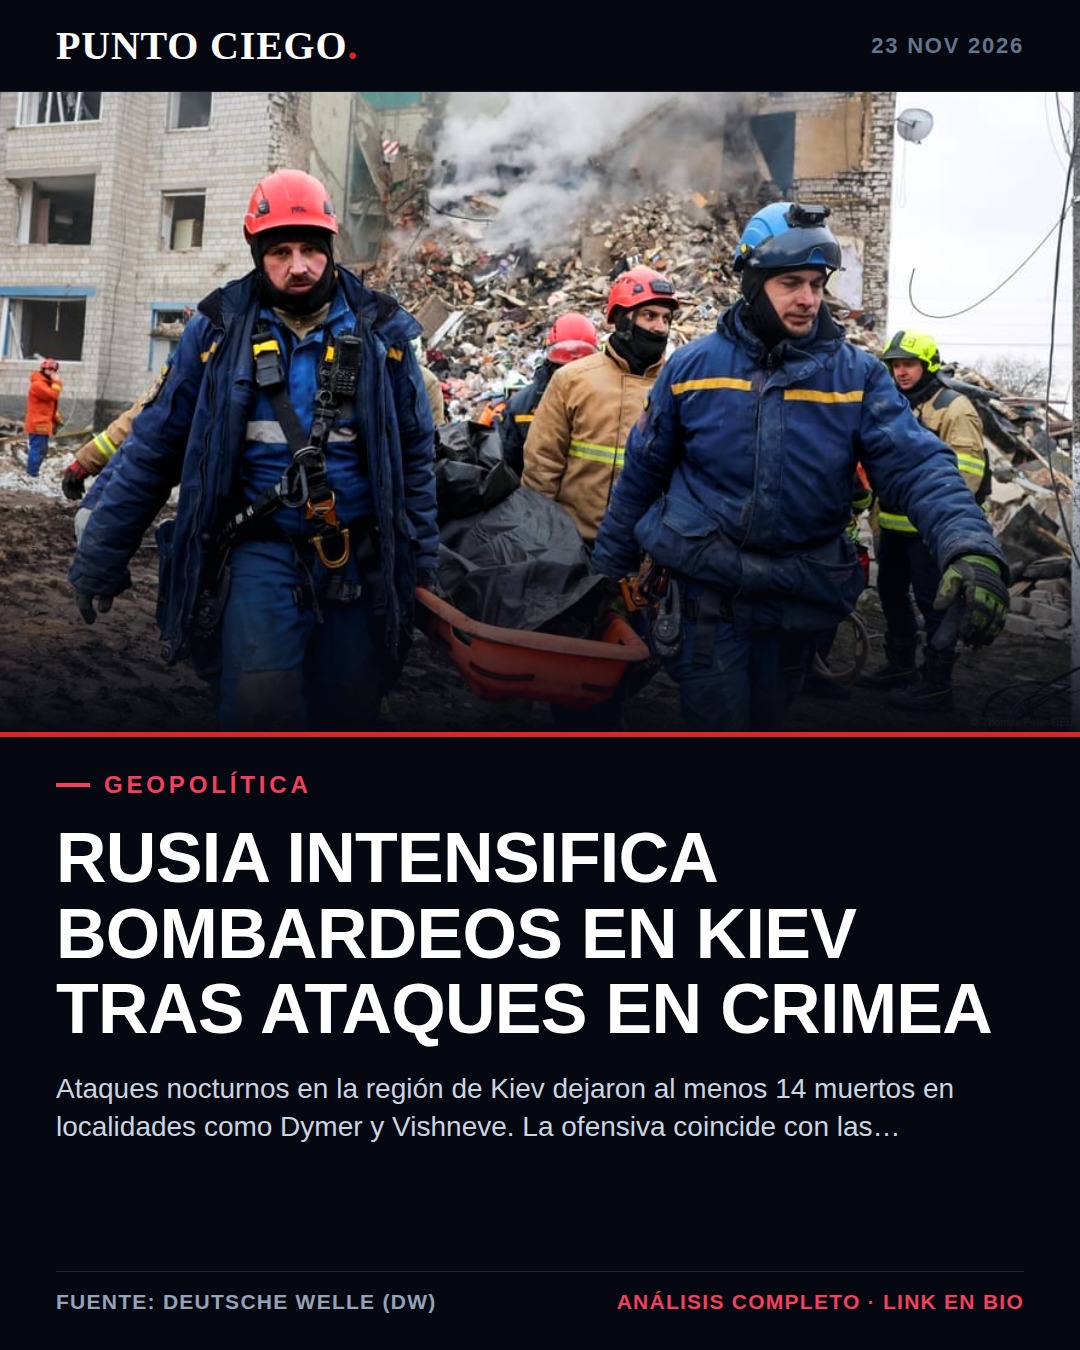 PUNTO CIEGO.
23 NOV 2026
PETZL
GEOPOLÍTICA
RUSIA INTENSIFICA
BOMBARDEOS EN KIEV
TRAS ATAQUES EN CRIMEA
Ataques nocturnos en la región de Kiev dejaron al menos 14 muertos en
localidades como Dymer y Vishneve. La ofensiva coincide con las…
FUENTE: DEUTSCHE WELLE (DW)
ANÁLISIS COMPLETO · LINK EN BIO